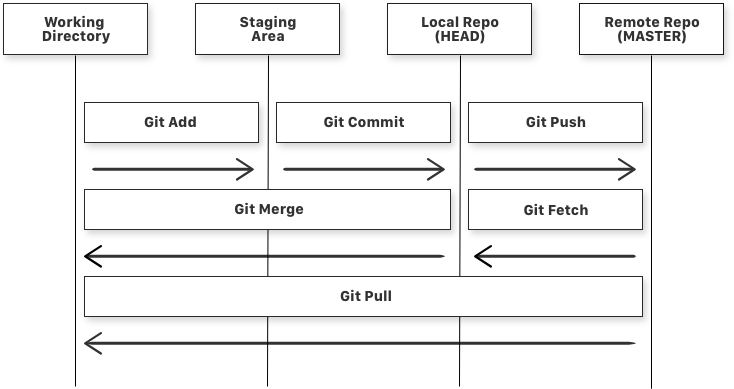 Working
Directory
Staging
Area
Local Repo
(HEAD)
Remote Repo
(MASTER)
Git Add
Git Commit
Git Push
Git Merge
Git Fetch
Git Pull